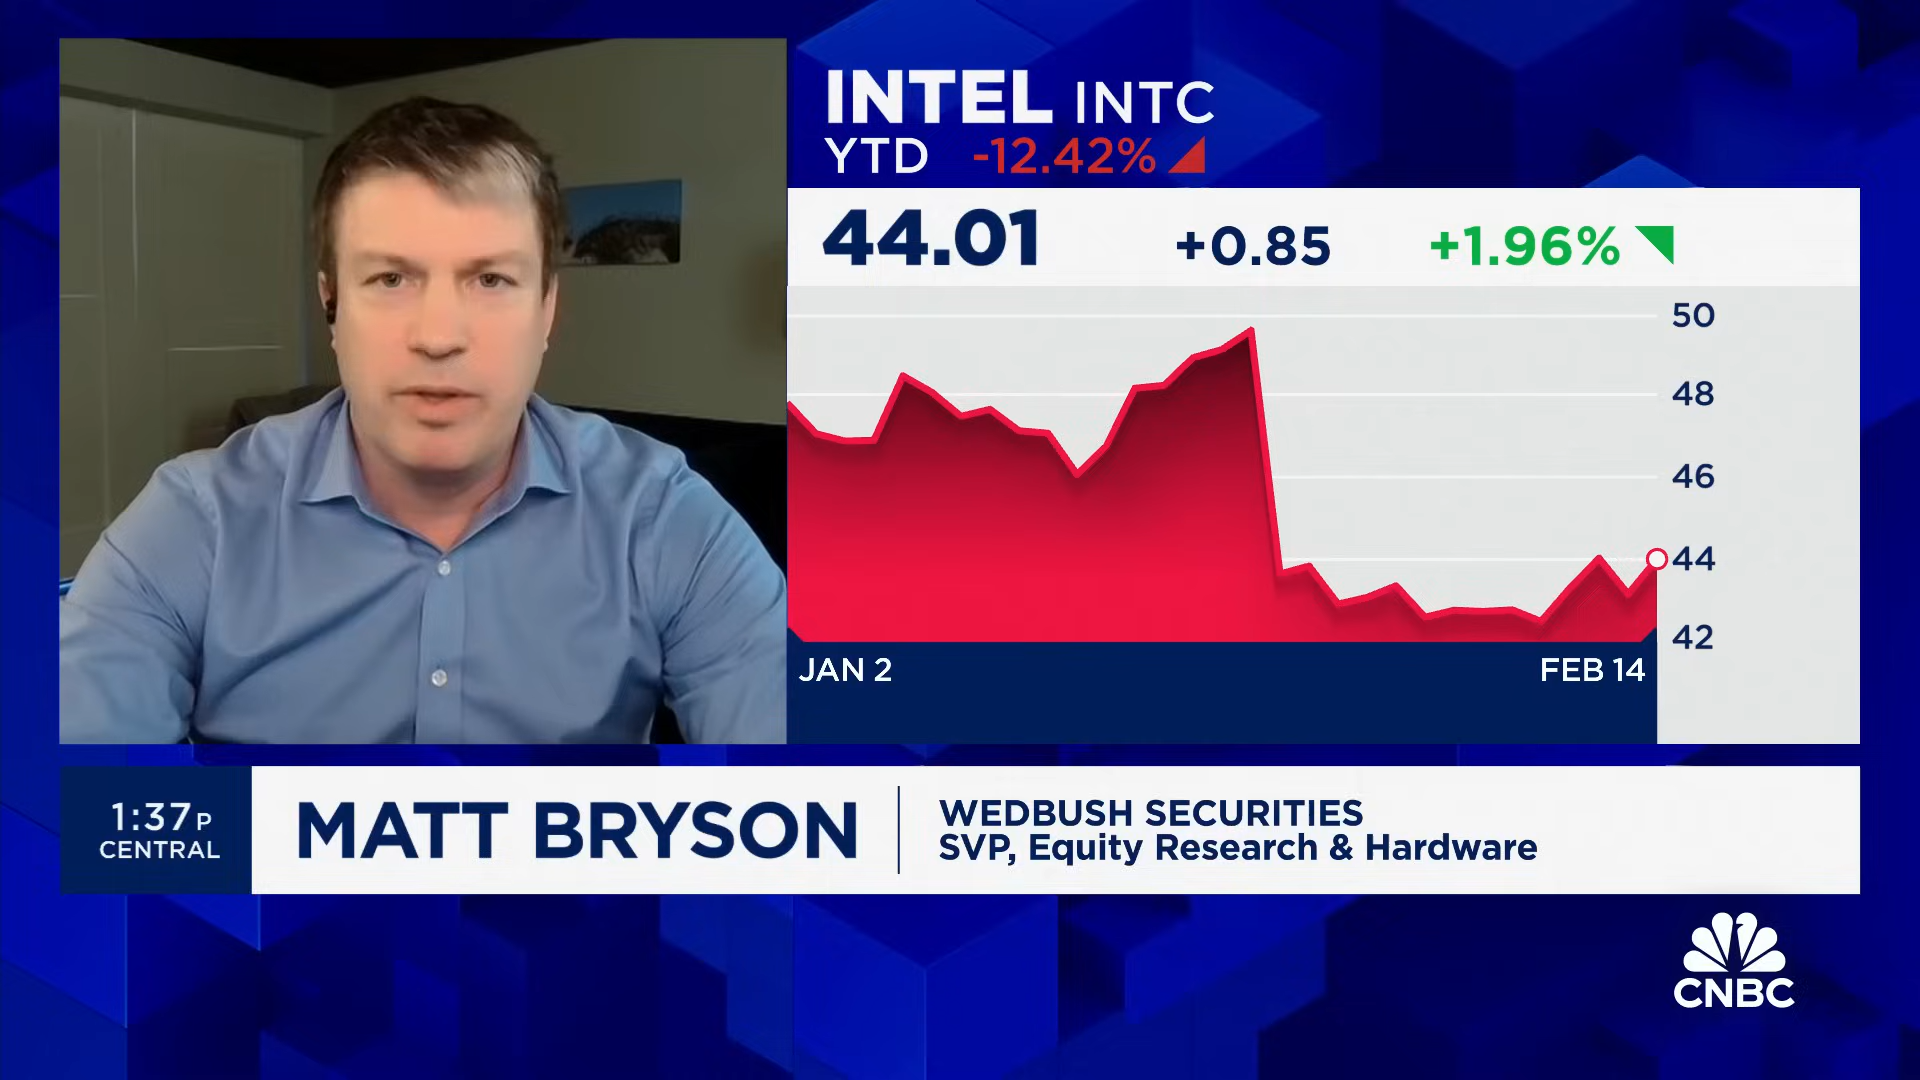 INTEL INTC
YTD -12.42%
44.01 +0.85 +1.96%
50
48
46
44
42
JAN 2 FEB 14
1:37P
CENTRAL
MATT BRYSON
WEDBUSH SECURITIES
SVP, Equity Research & Hardware
CNBC